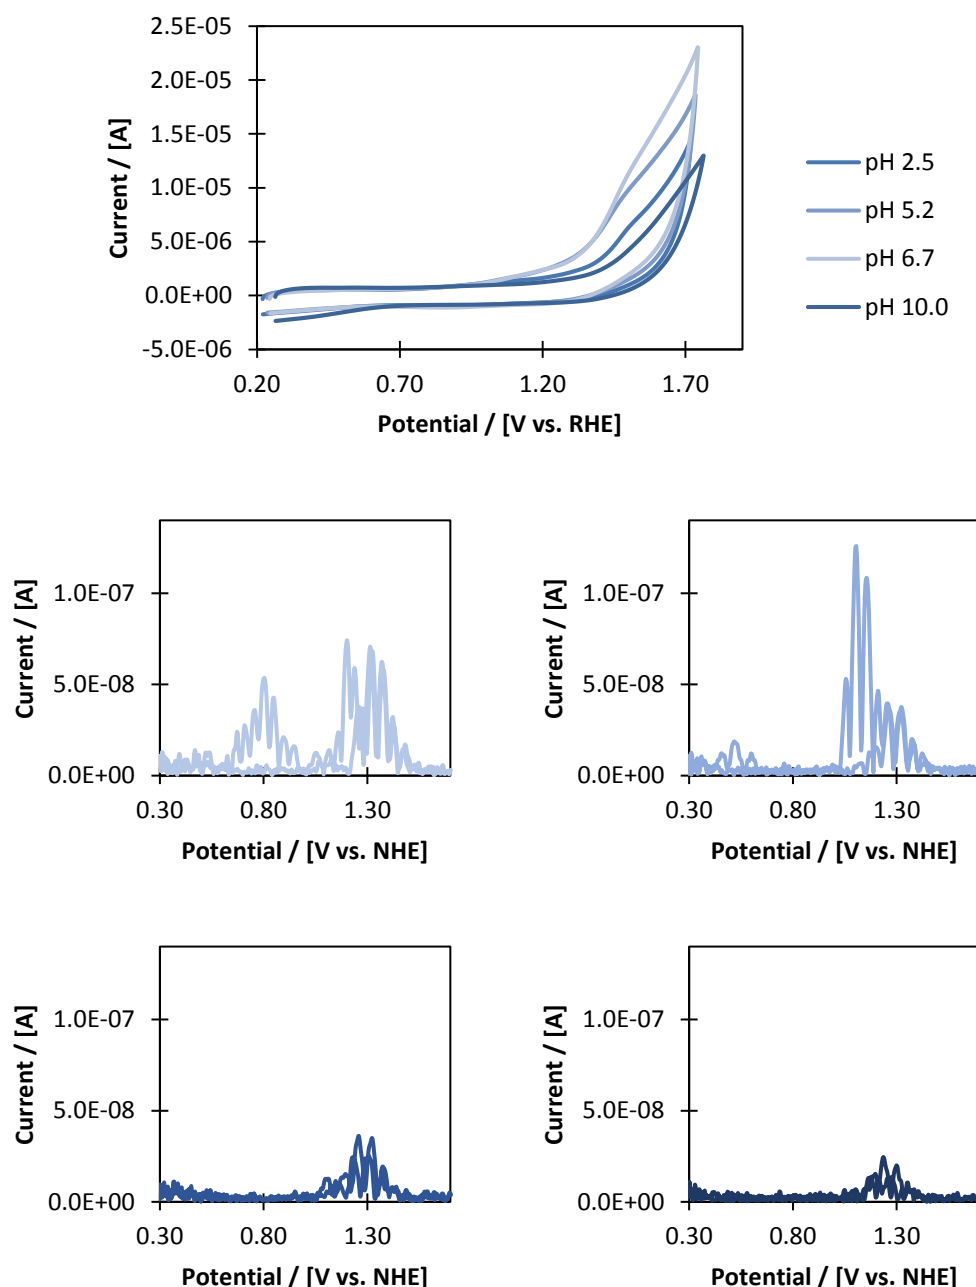 2.5E-05
2.0E-05
1.5E-05
1.0E-05
5.0E-06
0.0E+00
-5.0E-06
Current / [A]
0.20 0.70 1.20 1.70
Potential / [V vs. RHE]
pH 2.5
pH 5.2
pH 6.7
pH 10.0
1.0E-07
5.0E-08
0.0E+00
Current / [A]
0.30 0.80 1.30
Potential / [V vs. NHE]
1.0E-07
5.0E-08
0.0E+00
Current / [A]
0.30 0.80 1.30
Potential / [V vs. NHE]
1.0E-07
5.0E-08
0.0E+00
Current / [A]
0.30 0.80 1.30
Potential / [V vs. NHE]
1.0E-07
5.0E-08
0.0E+00
Current / [A]
0.30 0.80 1.30
Potential / [V vs. NHE]